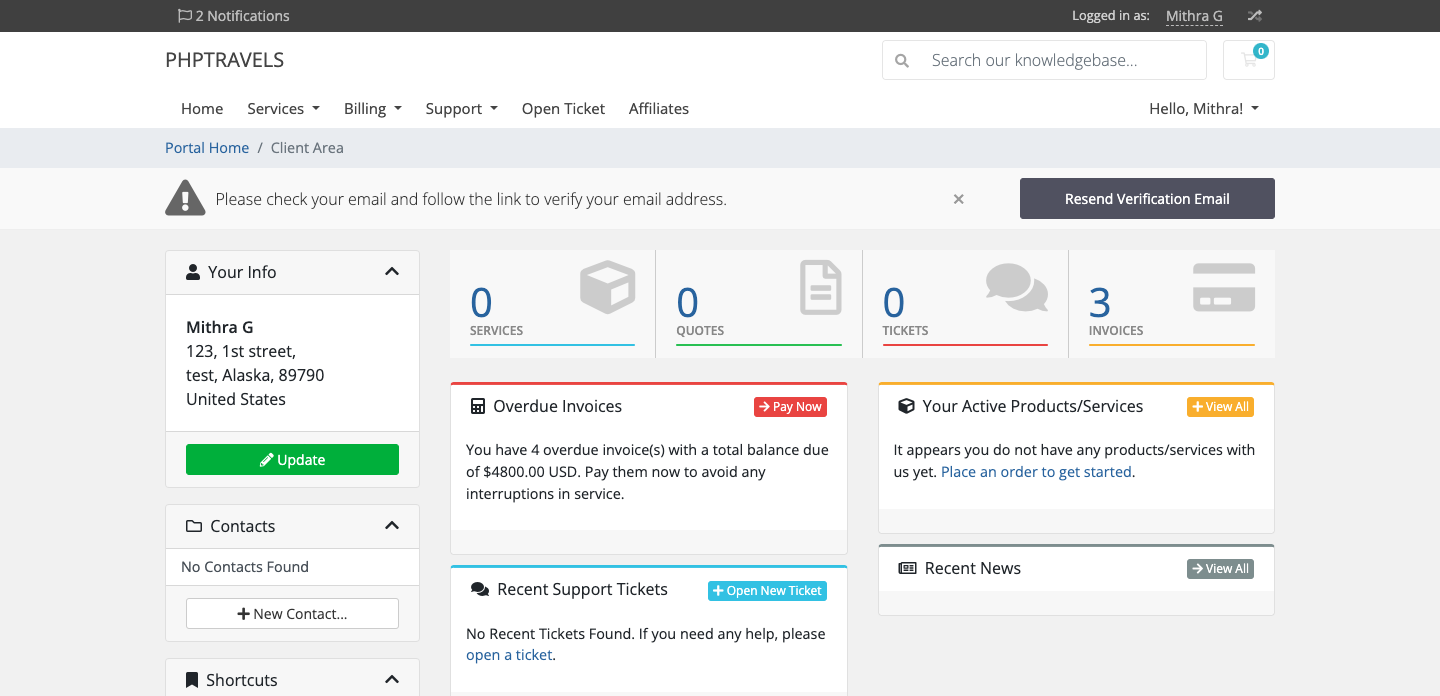 2 Notifications
Logged in as: Mithra G
PHPTRAVELS
Search our knowledgebase...
0
Home Services Billing Support Open Ticket Affiliates
Hello, Mithra!
Portal Home / Client Area
Please check your email and follow the link to verify your email address.
×
Resend Verification Email
Your Info
Mithra G
123, 1st street,
test, Alaska, 89790
United States
Update
Contacts
No Contacts Found
New Contact...
Shortcuts
0
SERVICES
0
QUOTES
0
TICKETS
3
INVOICES
Overdue Invoices
Pay Now
You have 4 overdue invoice(s) with a total balance due
of $4800.00 USD. Pay them now to avoid any
interruptions in service.
Recent Support Tickets
Open New Ticket
No Recent Tickets Found. If you need any help, please
open a ticket.
Your Active Products/Services
View All
It appears you do not have any products/services with
us yet. Place an order to get started.
Recent News
View All